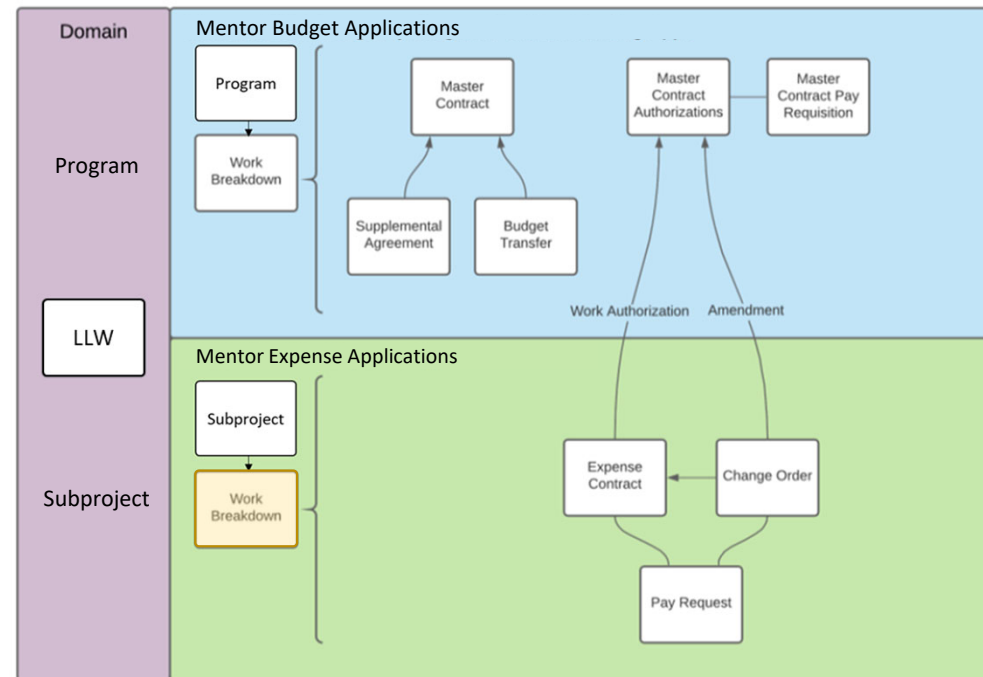 Domain
Program
LLW
Subproject
Mentor Budget Applications
Program
Work
Breakdown
Master
Contract
Supplemental
Agreement
Budget
Transfer
Master
Contract
Authorizations
Master
Contract Pay
Requisition
Work Authorization
Amendment
Mentor Expense Applications
Subproject
Work
Breakdown
Expense
Contract
Change Order
Pay Request